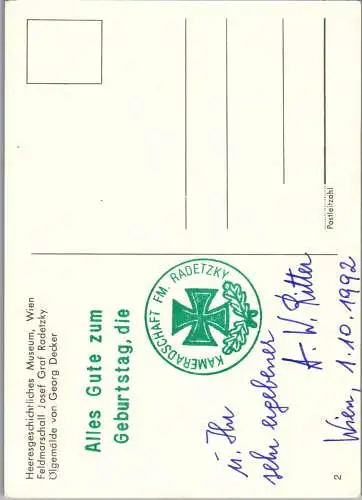 Heeresgeschichtliches Museum, Wien
Feldmarschall Josef Graf Radetzky
Ölgemälde von Georg Decker
Alles Gute zum
Geburtstag, die
KAMERADSCHAFT FM. RADETZKY
u. Ihr
sehr ergebener
A. W. Ritter
Wien, 1.10.1992
Postleitzahl
2